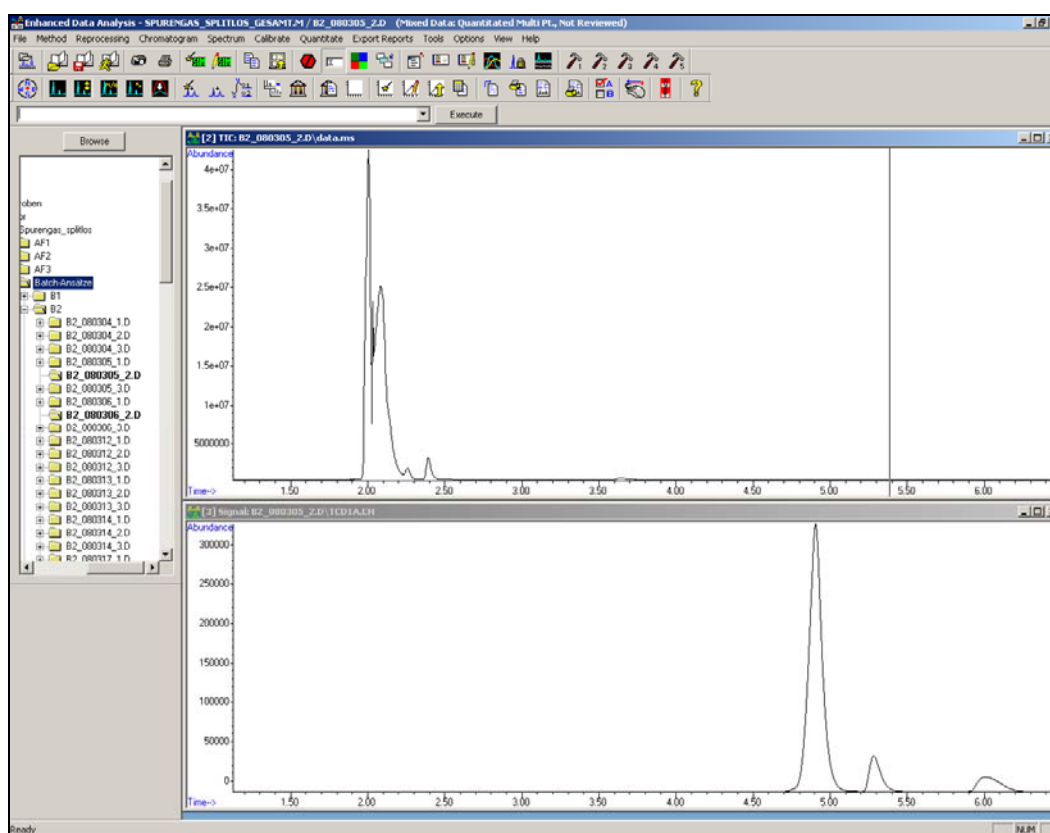 Enhanced Data Analysis - SPURENGAS_SPLITLOS_GESAMT.M / B2_080305_2.D (Mixed Data: Quantitated Multi Pt., Not Reviewed)
File Method Reprocessing Chromatogram Spectrum Calibrate Quantitate Export Reports Tools Options View Help
Execute
Browse
roben
or
Spurengas_splitlos
AF1
AF2
AF3
Batch-Ansätze
B1
B2
B2_080304_1.D
B2_080304_2.D
B2_080304_3.D
B2_080305_1.D
B2_080305_2.D
B2_080305_3.D
B2_080306_1.D
B2_080306_2.D
B2_080306_3.D
B2_080312_1.D
B2_080312_2.D
B2_080312_3.D
B2_080313_1.D
B2_080313_2.D
B2_080313_3.D
B2_080314_1.D
B2_080314_2.D
B2_080314_3.D
B2_080317_1.D
[2] TIC: B2_080305_2.D\data.ms
Abundance
4e+07
3.5e+07
3e+07
2.5e+07
2e+07
1.5e+07
1e+07
5000000
Time--> 1.50 2.00 2.50 3.00 3.50 4.00 4.50 5.00 5.50 6.00
[3] Signal: B2_080305_2.D\TCD1A.CH
Abundance
300000
250000
200000
150000
100000
50000
0
Time--> 1.50 2.00 2.50 3.00 3.50 4.00 4.50 5.00 5.50 6.00
Ready NUM